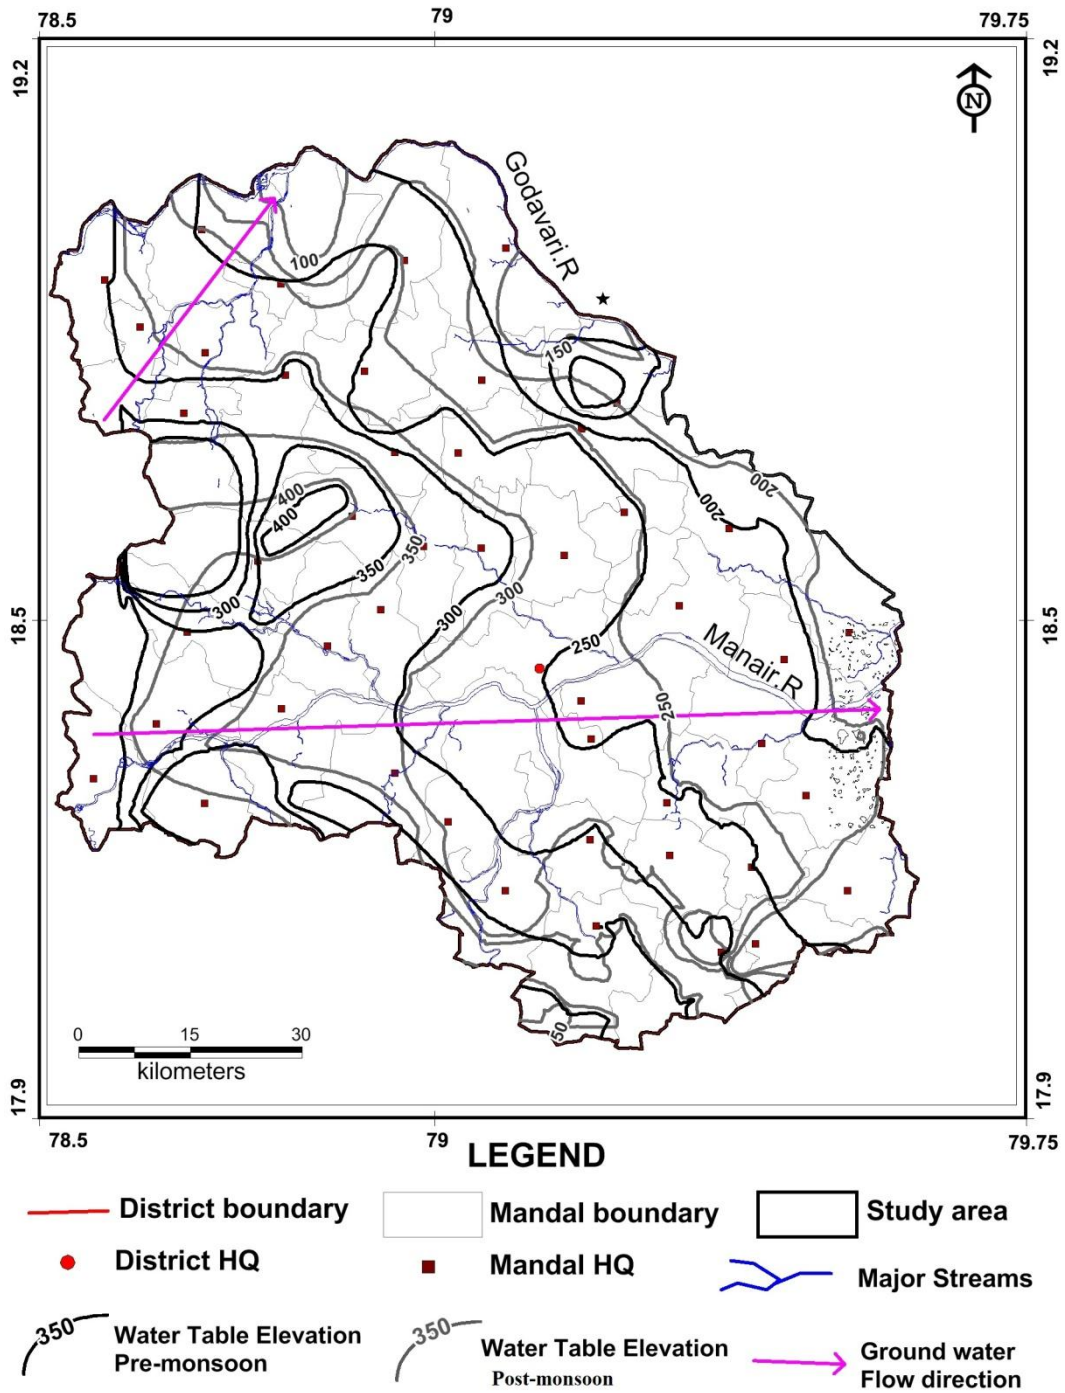 78.5 79 79.75
19.2 19.2
N
Godavari.R
100
150
200
200
400
400
350
350
300
300
300
18.5 18.5
250
Manair.R
250
50
0 15 30
kilometers
17.9 17.9
78.5 79 79.75
LEGEND
District boundary Mandal boundary Study area
District HQ Mandal HQ Major Streams
350 Water Table Elevation
Pre-monsoon
350 Water Table Elevation
Post-monsoon
Ground water
Flow direction